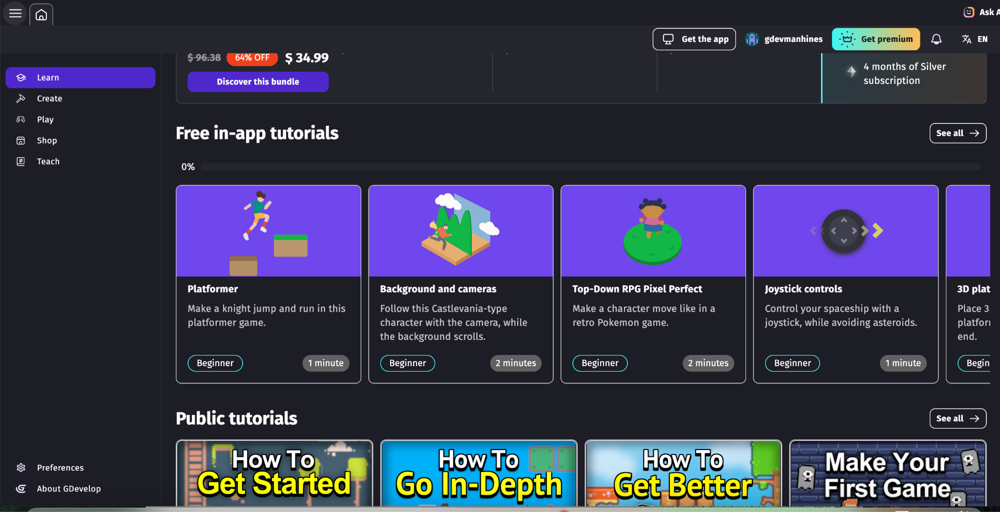 Ask A
Get the app
gdevmanhines
Get premium
EN
$ 96.38 64% OFF $ 34.99
Discover this bundle
4 months of Silver
subscription
Learn
Create
Play
Shop
Teach
Preferences
About GDevelop
Free in-app tutorials
See all
0%
Platformer
Make a knight jump and run in this
platformer game.
Beginner
1 minute
Background and cameras
Follow this Castlevania-type
character with the camera, while
the background scrolls.
Beginner
2 minutes
Top-Down RPG Pixel Perfect
Make a character move like in a
retro Pokemon game.
Beginner
2 minutes
Joystick controls
Control your spaceship with a
joystick, while avoiding asteroids.
Beginner
1 minute
3D plat
Place 3
platfor
end.
Begin
Public tutorials
See all
How To
Get Started
How To
Go In-Depth
How To
Get Better
Make Your
First Game